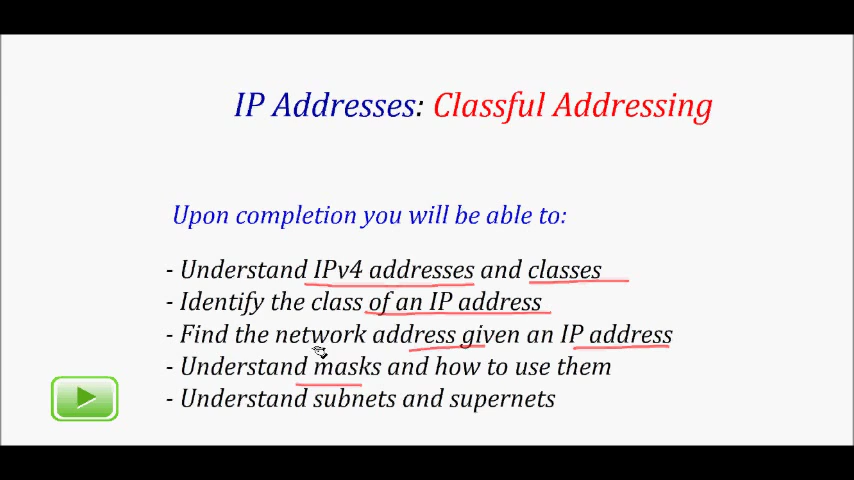 IP Addresses: Classful Addressing
Upon completion you will be able to:
- Understand IPv4 addresses and classes
- Identify the class of an IP address
- Find the network address given an IP address
- Understand masks and how to use them
- Understand subnets and supernets